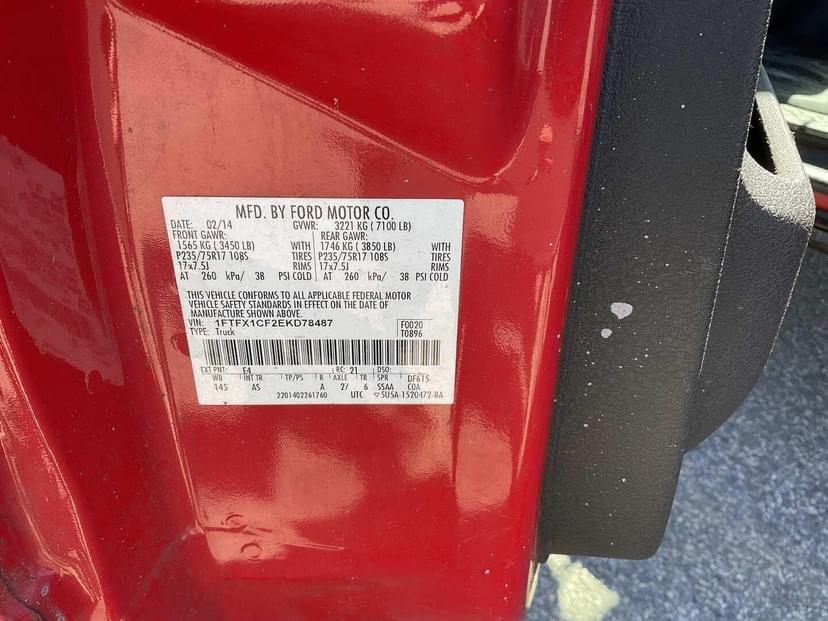 MFD. BY FORD MOTOR CO.
DATE: 02/14 GVWR: 3221 KG ( 7100 LB)
FRONT GAWR: REAR GAWR:
1565 KG ( 3450 LB) WITH 1746 KG ( 3850 LB) WITH
P235/75R17 108S TIRES P235/75R17 108S TIRES
17x7.5J RIMS 17x7.5J RIMS
AT 260 kPa/ 38 PSI COLD AT 260 kPa/ 38 PSI COLD
THIS VEHICLE CONFORMS TO ALL APPLICABLE FEDERAL MOTOR
VEHICLE SAFETY STANDARDS IN EFFECT ON THE DATE OF
MANUFACTURE SHOWN ABOVE.
VIN: 1FTFX1CF2EKD78487 F0020
TYPE: Truck T0896
EXT PNT: E4 RC: 21 DSO:
WB INT TR TP/PS R AXLE TR SPR DF615
145 AS A 27 6 SSAA COA
2201402261760 UTC ▽5U5A-1520472-BA